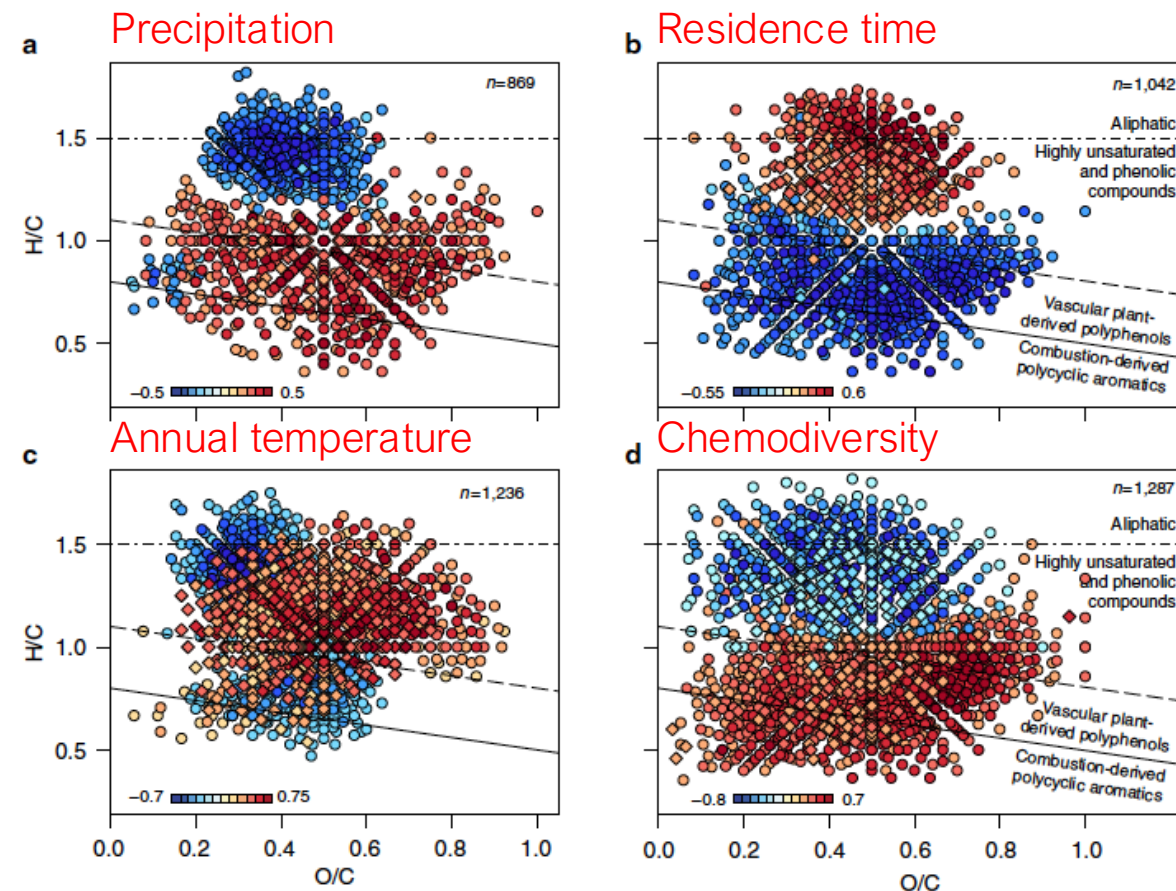 a
Precipitation
n=869
H/C
1.5
1.0
0.5
−0.5
0.5
b
Residence time
n=1,042
Aliphatic
Highly unsaturated
and phenolic
compounds
Vascular plant-
derived polyphenols
Combustion-derived
polycyclic aromatics
−0.55
0.6
c
Annual temperature
n=1,236
H/C
1.5
1.0
0.5
−0.7
0.75
0.0 0.2 0.4 0.6 0.8 1.0
O/C
d
Chemodiversity
n=1,287
Aliphatic
Highly unsaturated
and phenolic
compounds
Vascular plant-
derived polyphenols
Combustion-derived
polycyclic aromatics
−0.8
0.7
0.0 0.2 0.4 0.6 0.8 1.0
O/C